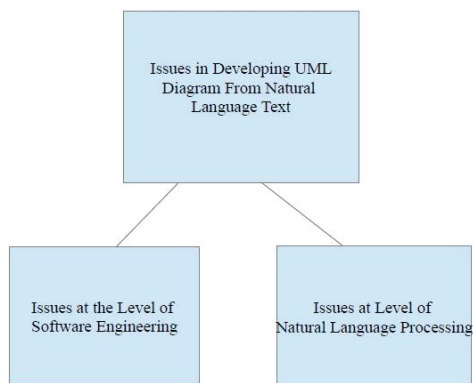 Issues in Developing UML
Diagram From Natural
Language Text
Issues at the Level of
Software Engineering
Issues at Level of
Natural Language Processing